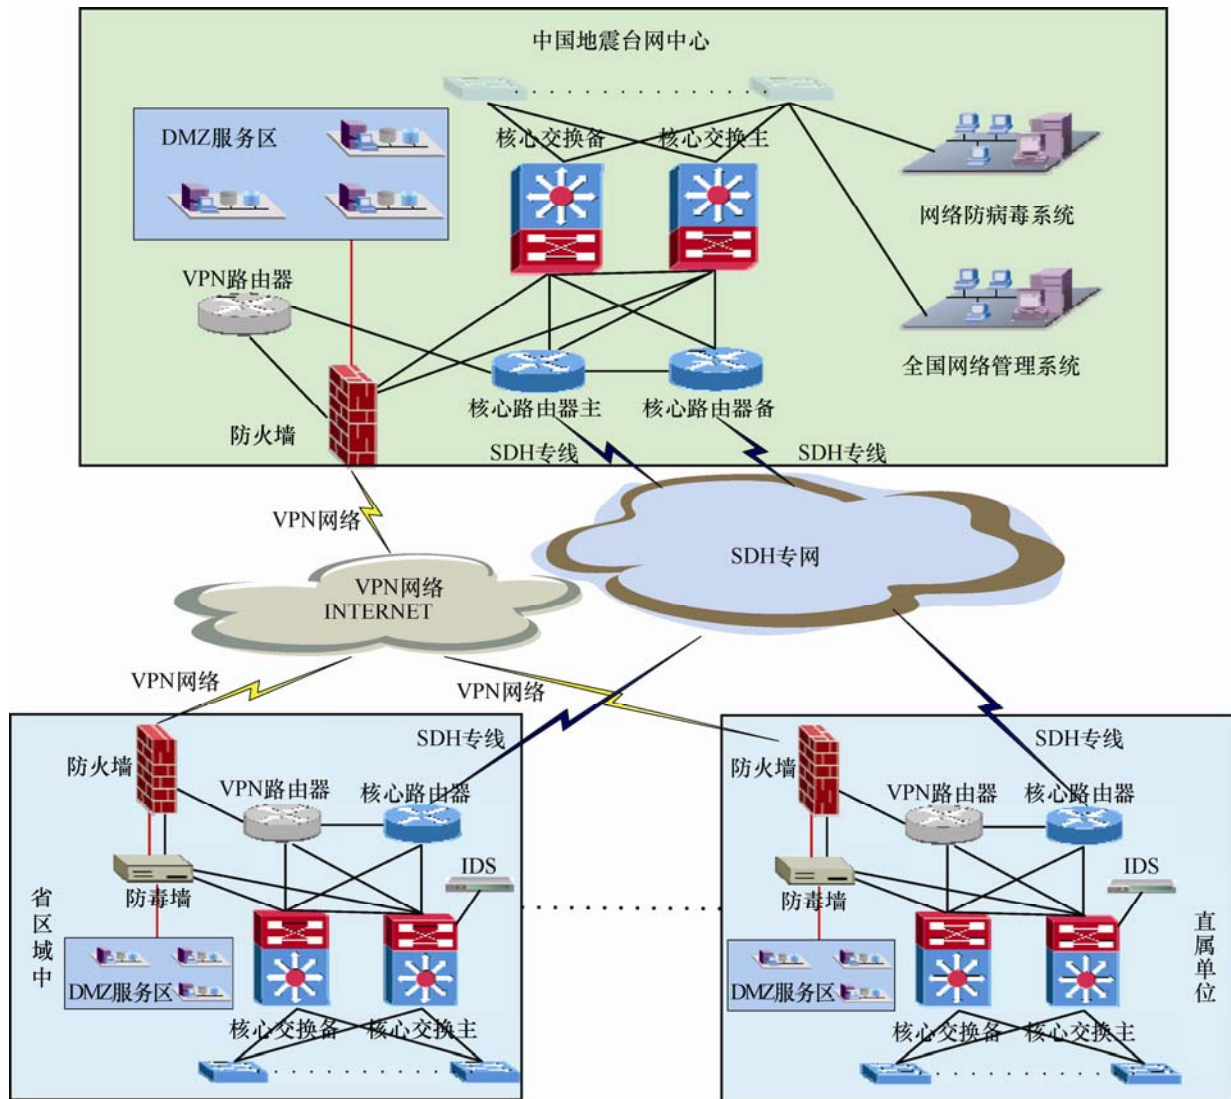 中国地震台网中心
DMZ服务区
核心交换备
核心交换主
网络防病毒系统
VPN路由器
全国网络管理系统
核心路由器主
核心路由器备
防火墙
SDH专线
SDH专线
VPN网络
SDH专网
VPN网络
INTERNET
VPN网络
VPN网络
SDH专线
SDH专线
防火墙
VPN路由器
核心路由器
IDS
防毒墙
省区域中
DMZ服务区
核心交换备
核心交换主
防火墙
VPN路由器
核心路由器
IDS
防毒墙
直属单位
DMZ服务区
核心交换备
核心交换主